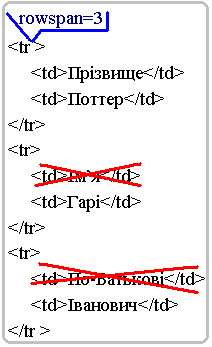 rowspan=3
<tr >
<td>Прізвище</td>
<td>Поттер</td>
</tr>
<tr>
<td>Ім'я</td>
<td>Гарі</td>
</tr>
<tr>
<td>По-Батькові</td>
<td>Іванович</td>
</tr >